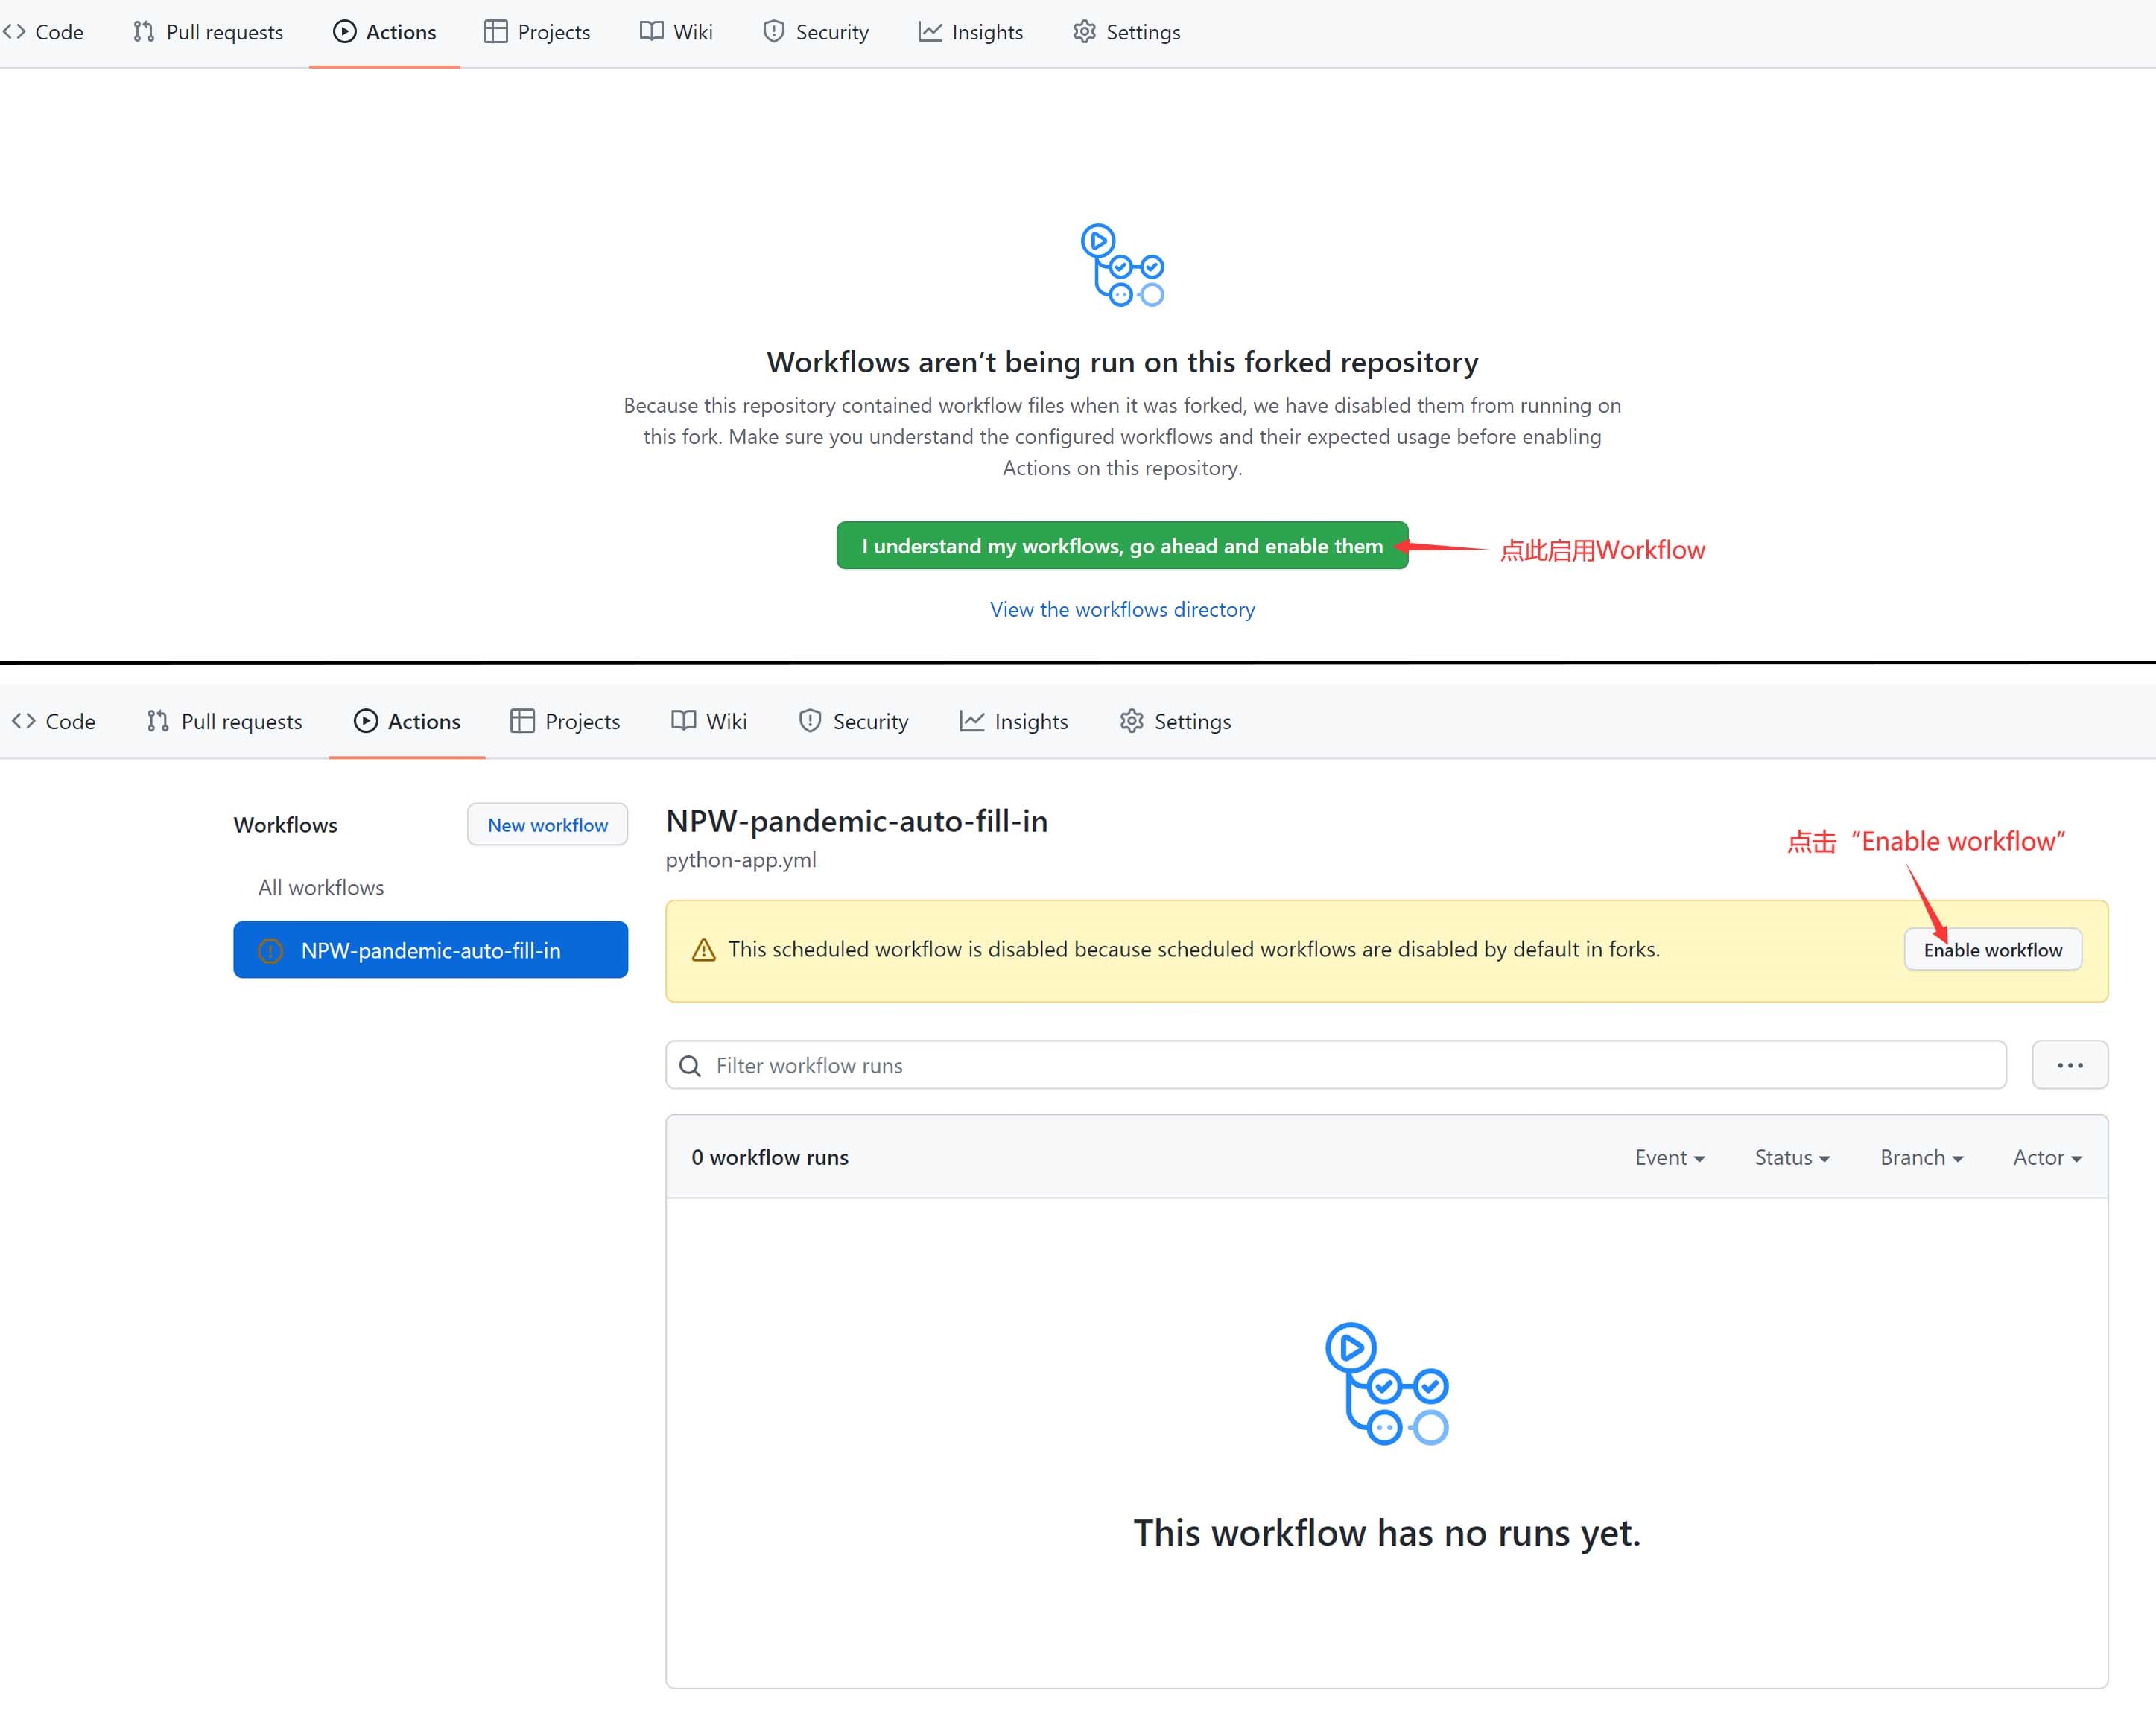 Code Pull requests Actions Projects Wiki Security Insights Settings
Workflows aren’t being run on this forked repository
Because this repository contained workflow files when it was forked, we have disabled them from running on
this fork. Make sure you understand the configured workflows and their expected usage before enabling
Actions on this repository.
I understand my workflows, go ahead and enable them
点此启用Workflow
View the workflows directory
Code Pull requests Actions Projects Wiki Security Insights Settings
Workflows
New workflow
All workflows
NPW-pandemic-auto-fill-in
NPW-pandemic-auto-fill-in
python-app.yml
点击“Enable workflow”
This scheduled workflow is disabled because scheduled workflows are disabled by default in forks.
Enable workflow
Filter workflow runs
0 workflow runs
Event Status Branch Actor
This workflow has no runs yet.